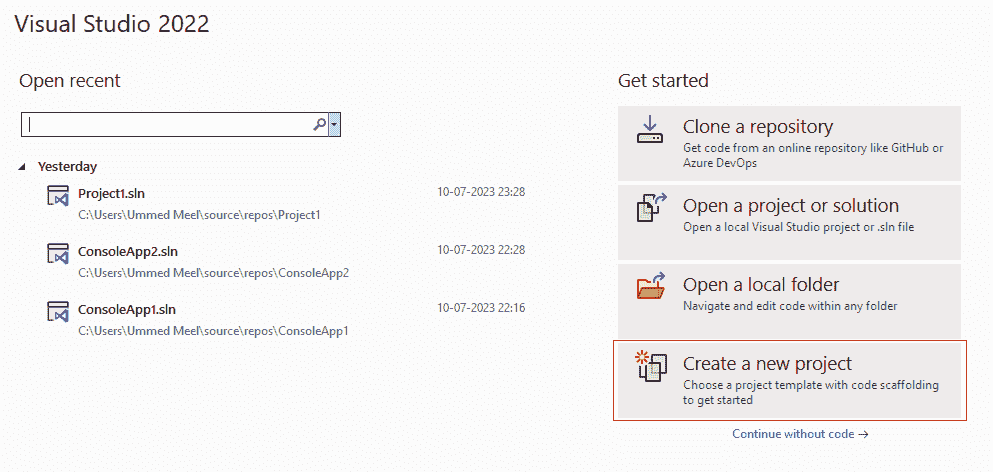 Visual Studio 2022
Open recent
Yesterday
Project1.sln 10-07-2023 23:28
C:\Users\Ummed Meel\source\repos\Project1
ConsoleApp2.sln 10-07-2023 22:28
C:\Users\Ummed Meel\source\repos\ConsoleApp2
ConsoleApp1.sln 10-07-2023 22:16
C:\Users\Ummed Meel\source\repos\ConsoleApp1
Get started
Clone a repository
Get code from an online repository like GitHub or
Azure DevOps
Open a project or solution
Open a local Visual Studio project or .sln file
Open a local folder
Navigate and edit code within any folder
Create a new project
Choose a project template with code scaffolding
to get started
Continue without code →